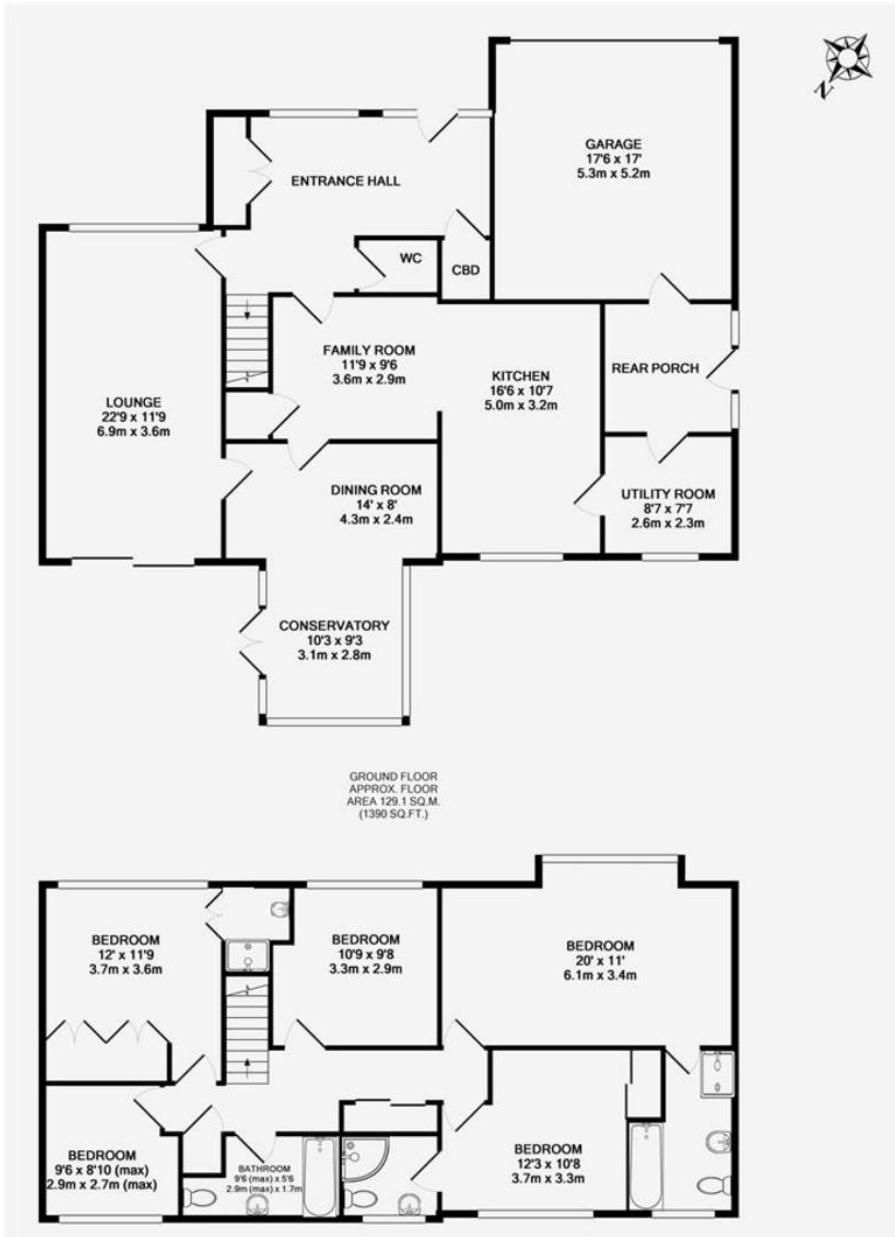 N
GARAGE
17'6 x 17'
5.3m x 5.2m
ENTRANCE HALL
WC
CBD
FAMILY ROOM
11'9 x 9'6
3.6m x 2.9m
KITCHEN
16'6 x 10'7
5.0m x 3.2m
REAR PORCH
LOUNGE
22'9 x 11'9
6.9m x 3.6m
DINING ROOM
14' x 8'
4.3m x 2.4m
UTILITY ROOM
8'7 x 7'7
2.6m x 2.3m
CONSERVATORY
10'3 x 9'3
3.1m x 2.8m
GROUND FLOOR
APPROX. FLOOR
AREA 129.1 SQ.M.
(1390 SQ.FT.)
BEDROOM
12' x 11'9
3.7m x 3.6m
BEDROOM
10'9 x 9'8
3.3m x 2.9m
BEDROOM
20' x 11'
6.1m x 3.4m
BEDROOM
9'6 x 8'10 (max)
2.9m x 2.7m (max)
BATHROOM
9'6 (max) x 5'6
2.9m (max) x 1.7m
BEDROOM
12'3 x 10'8
3.7m x 3.3m